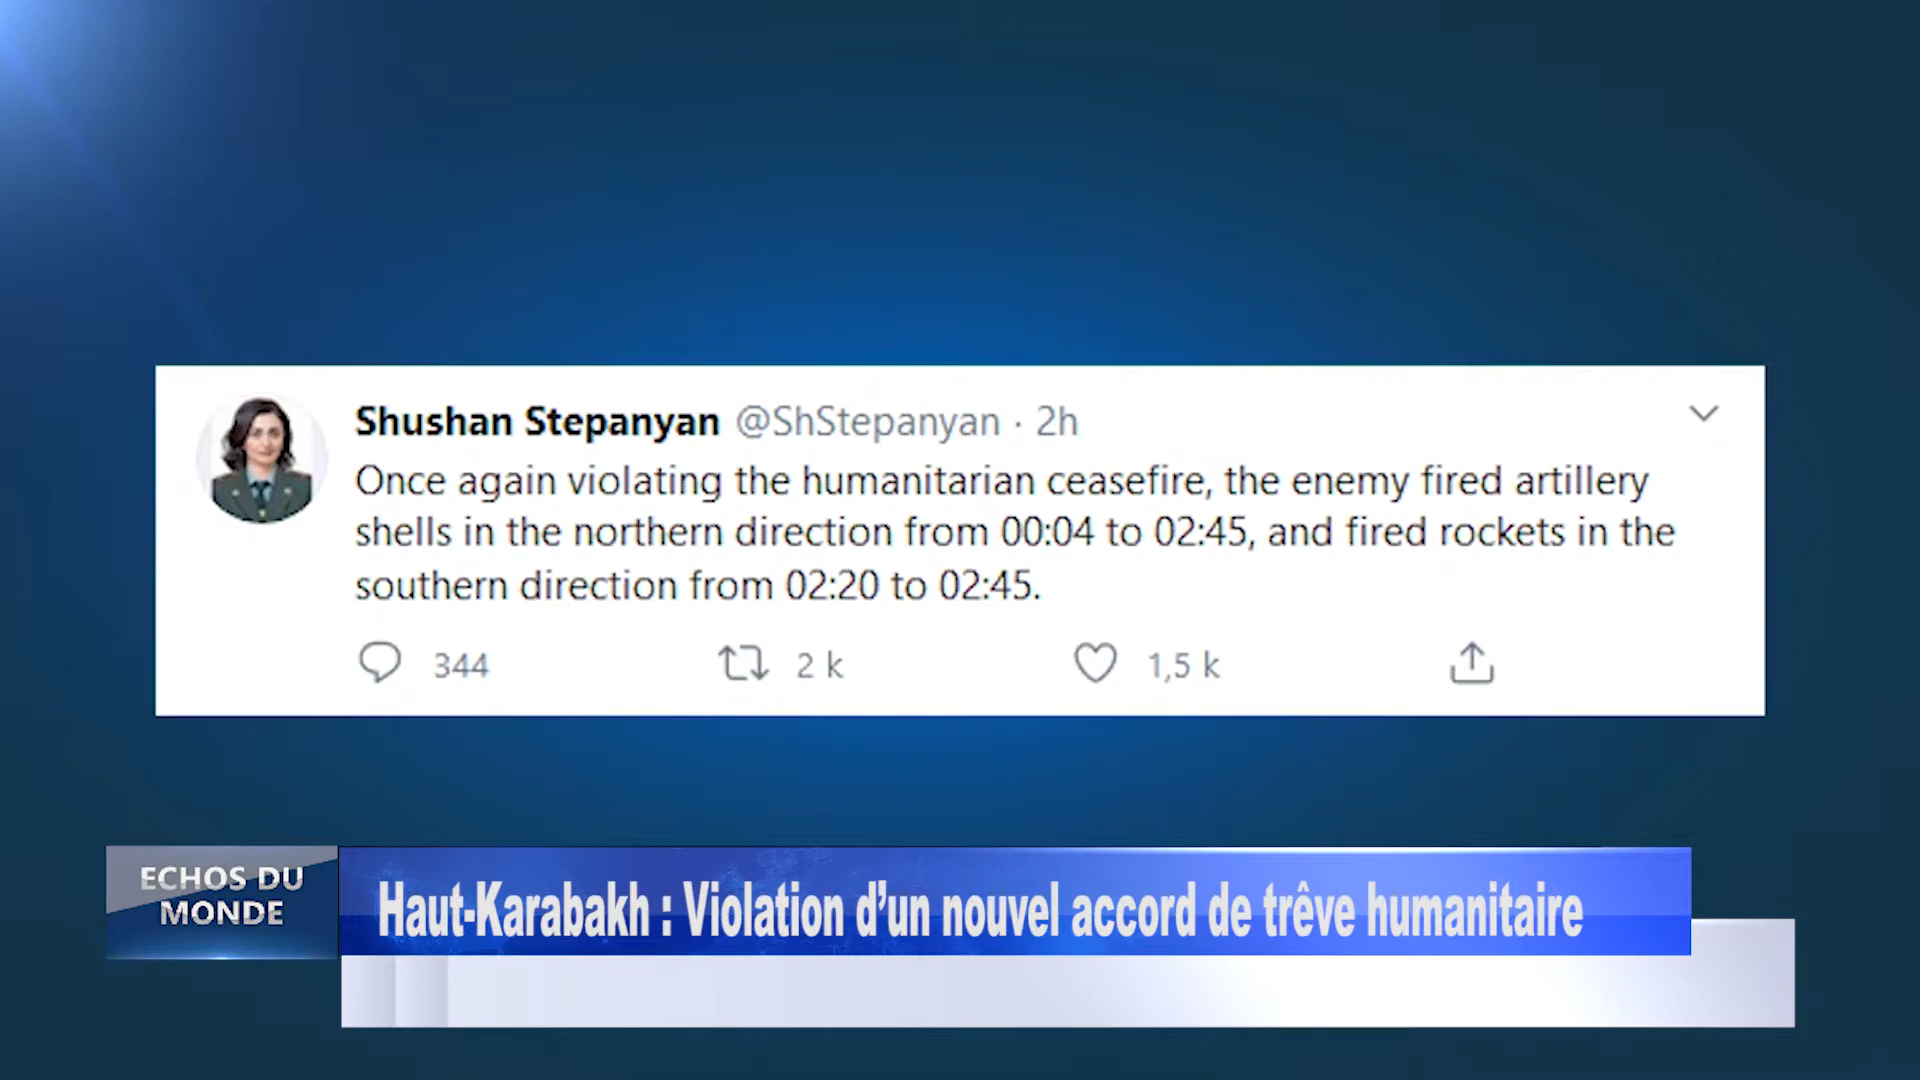 Shushan Stepanyan @ShStepanyan · 2h
Once again violating the humanitarian ceasefire, the enemy fired artillery
shells in the northern direction from 00:04 to 02:45, and fired rockets in the
southern direction from 02:20 to 02:45.
344 2 k 1,5 k
ECHOS DU
MONDE
Haut-Karabakh : Violation d’un nouvel accord de trêve humanitaire